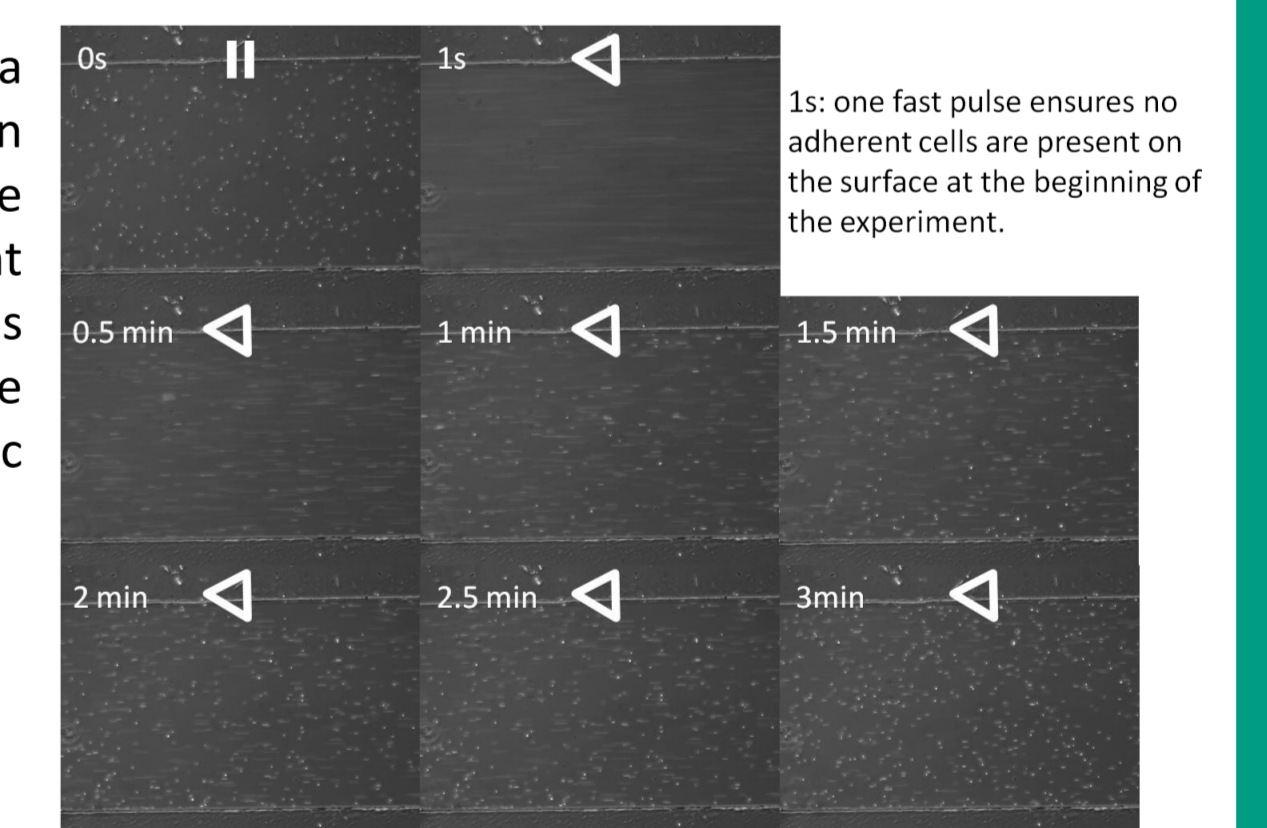 a
n
e
t
s
e
c
0s
1s
1s: one fast pulse ensures no
adherent cells are present on
the surface at the beginning of
the experiment.
0.5 min
1 min
1.5 min
2 min
2.5 min
3min